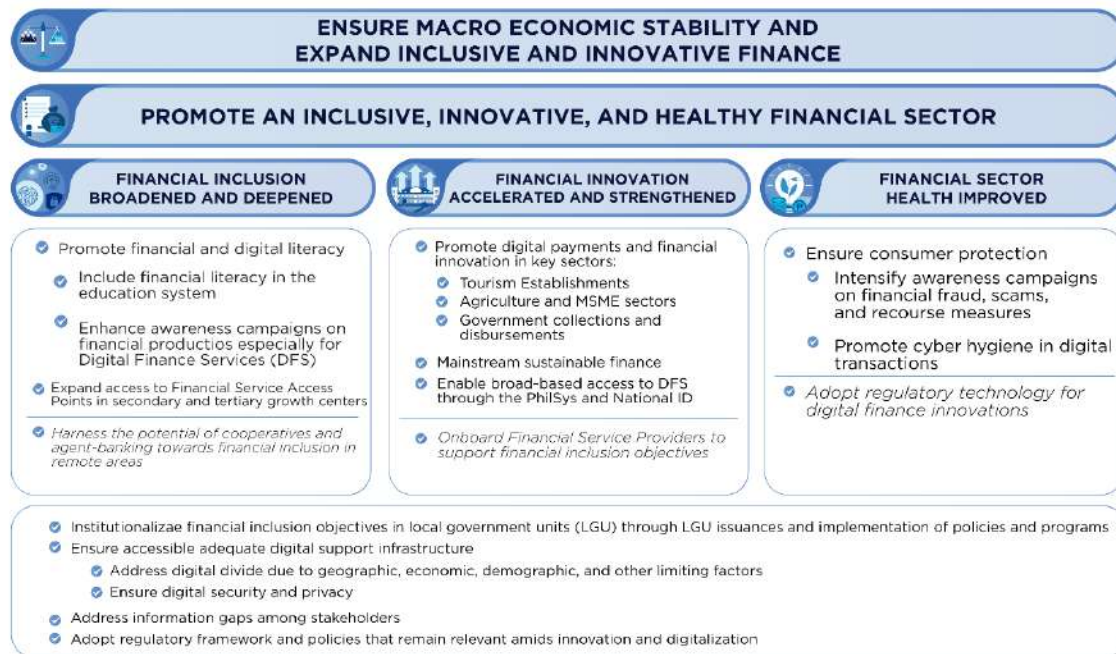 ENSURE MACRO ECONOMIC STABILITY AND
EXPAND INCLUSIVE AND INNOVATIVE FINANCE
PROMOTE AN INCLUSIVE, INNOVATIVE, AND HEALTHY FINANCIAL SECTOR
FINANCIAL INCLUSION
BROADENED AND DEEPENED
Promote financial and digital literacy
Include financial literacy in the
education system
Enhance awareness campaigns on
financial productios especially for
Digital Finance Services (DFS)
Expand access to Financial Service Access
Points in secondary and tertiary growth centers
Harness the potential of cooperatives and
agent-banking towards financial inclusion in
remote areas
FINANCIAL INNOVATION
ACCELERATED AND STRENGTHENED
Promote digital payments and financial
innovation in key sectors:
Tourism Establishments
Agriculture and MSME sectors
Government collections and
disbursements
Mainstream sustainable finance
Enable broad-based access to DFS
through the PhilSys and National ID
Onboard Financial Service Providers to
support financial inclusion objectives
FINANCIAL SECTOR
HEALTH IMPROVED
Ensure consumer protection
Intensify awareness campaigns
on financial fraud, scams,
and recourse measures
Promote cyber hygiene in digital
transactions
Adopt regulatory technology for
digital finance innovations
Institutionalizae financial inclusion objectives in local government units (LGU) through LGU issuances and implementation of policies and programs
Ensure accessible adequate digital support infrastructure
Address digital divide due to geographic, economic, demographic, and other limiting factors
Ensure digital security and privacy
Address information gaps among stakeholders
Adopt regulatory framework and policies that remain relevant amids innovation and digitalization